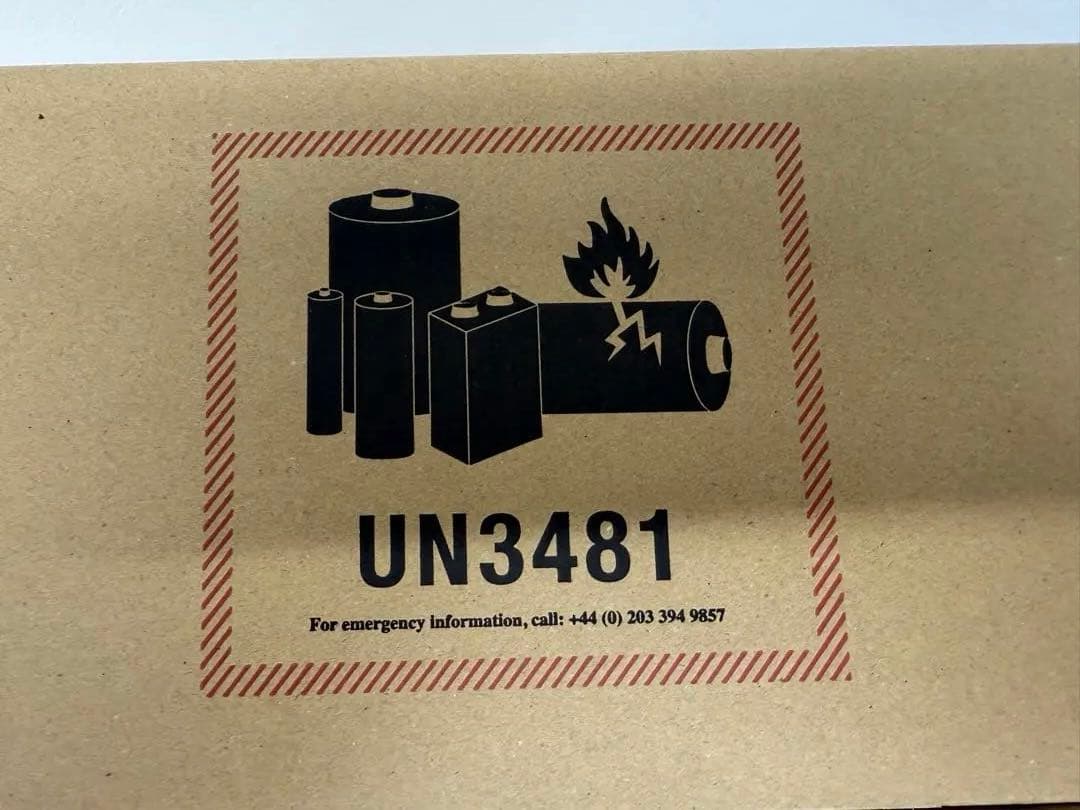 UN3481
For emergency information, call: +44 (0) 203 394 9857